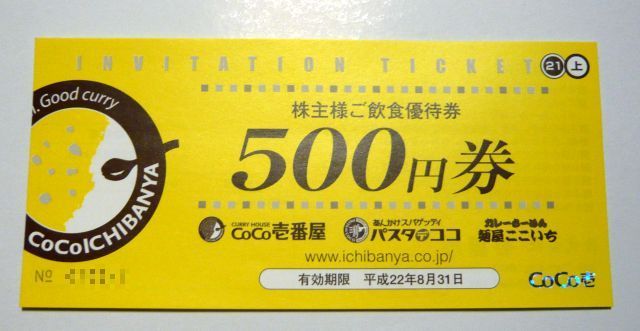 INVITATION TICKET
21 上
. Good curry
CoCoICHIBANYA
株主様ご飲食優待券
500円券
CURRY HOUSE
CoCo壱番屋
あんかけスパゲッティ
パスタデココ
カレーらーめん
麺屋ここいち
www.ichibanya.co.jp/
有効期限 平成22年8月31日
No
CoCo壱